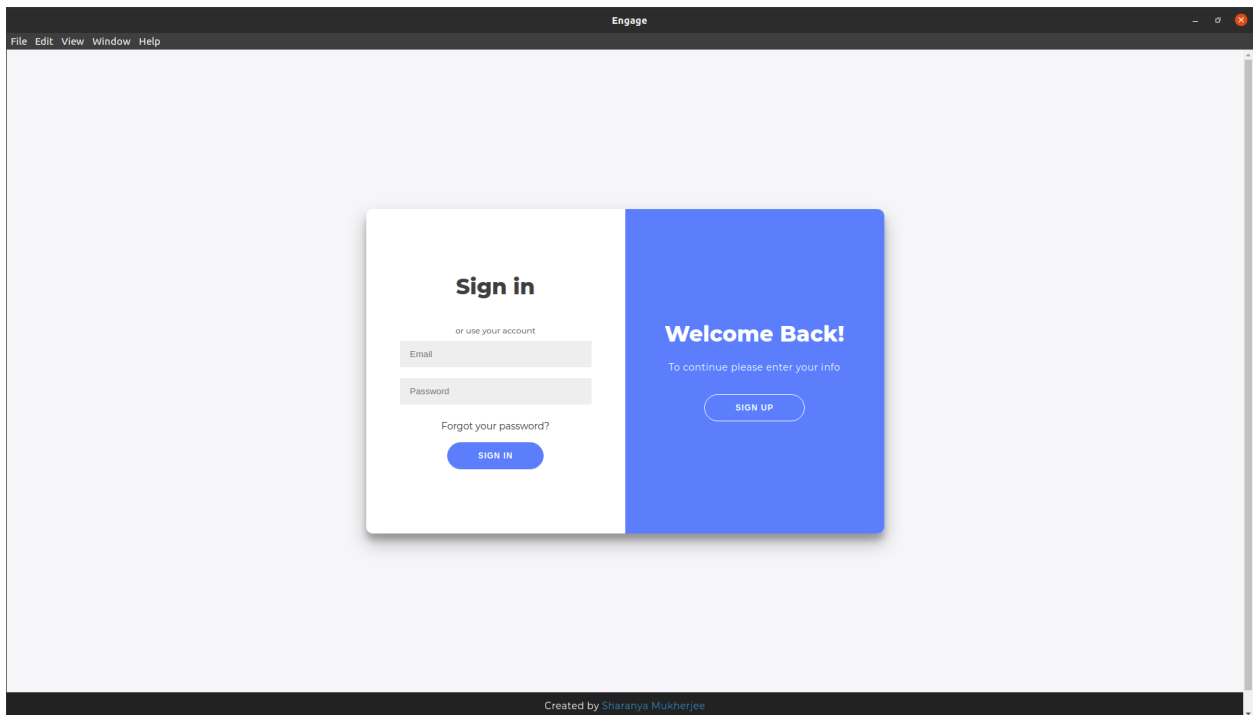 Engage
File Edit View Window Help
Sign in
or use your account
Email
Password
Forgot your password?
SIGN IN
Welcome Back!
To continue please enter your info
SIGN UP
Created by Sharanya Mukherjee